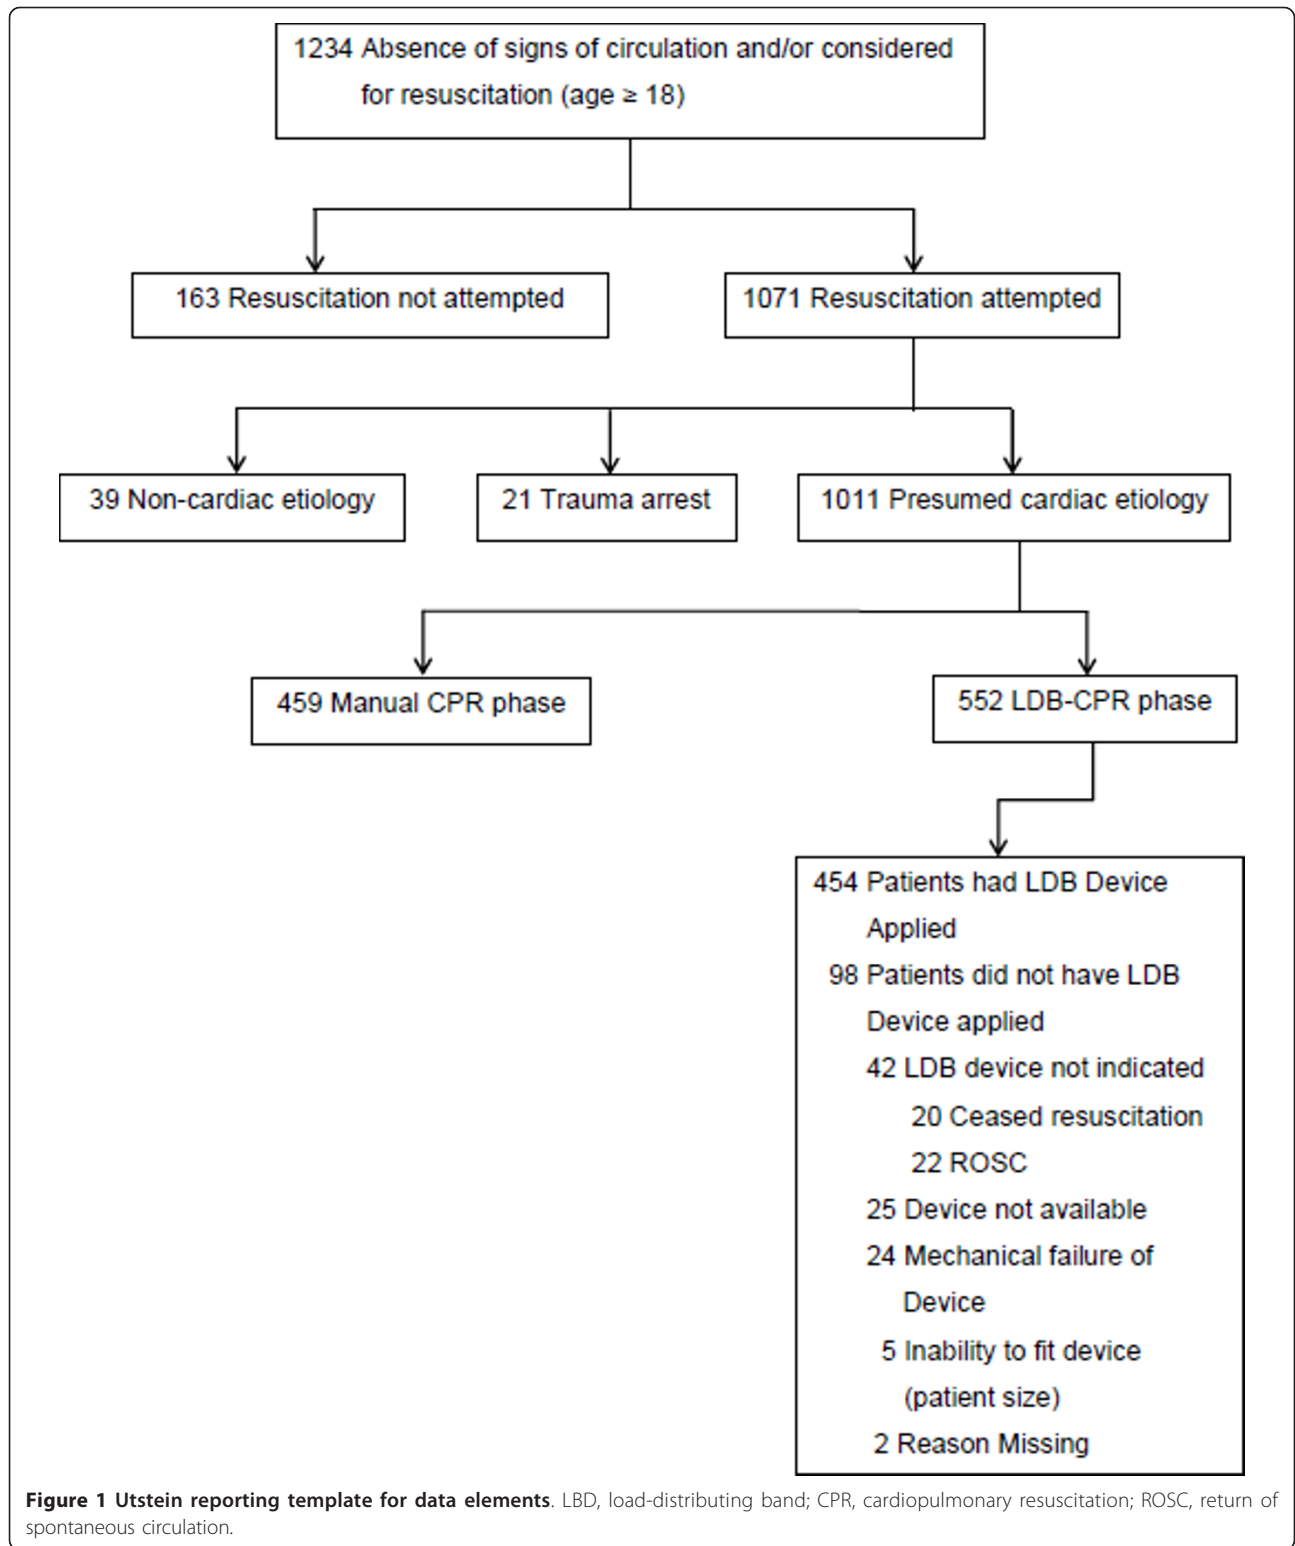 1234 Absence of signs of circulation and/or considered
for resuscitation (age ≥ 18)
163 Resuscitation not attempted
1071 Resuscitation attempted
39 Non-cardiac etiology
21 Trauma arrest
1011 Presumed cardiac etiology
459 Manual CPR phase
552 LDB-CPR phase
454 Patients had LDB Device
Applied
98 Patients did not have LDB
Device applied
42 LDB device not indicated
20 Ceased resuscitation
22 ROSC
25 Device not available
24 Mechanical failure of
Device
5 Inability to fit device
(patient size)
2 Reason Missing
Figure 1 Utstein reporting template for data elements. LBD, load-distributing band; CPR, cardiopulmonary resuscitation; ROSC, return of
spontaneous circulation.